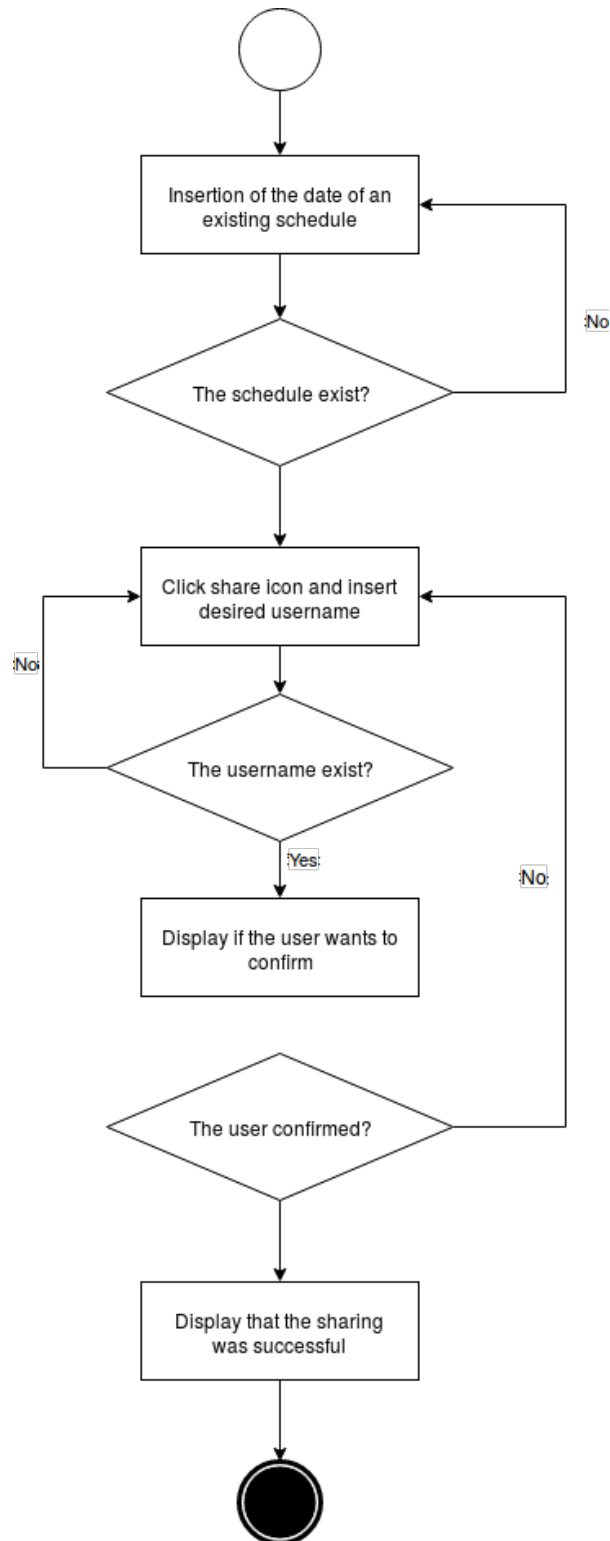 Insertion of the date of an
existing schedule
No
The schedule exist?
Click share icon and insert
desired username
No
The username exist?
Yes
No
Display if the user wants to
confirm
The user confirmed?
Display that the sharing
was successful